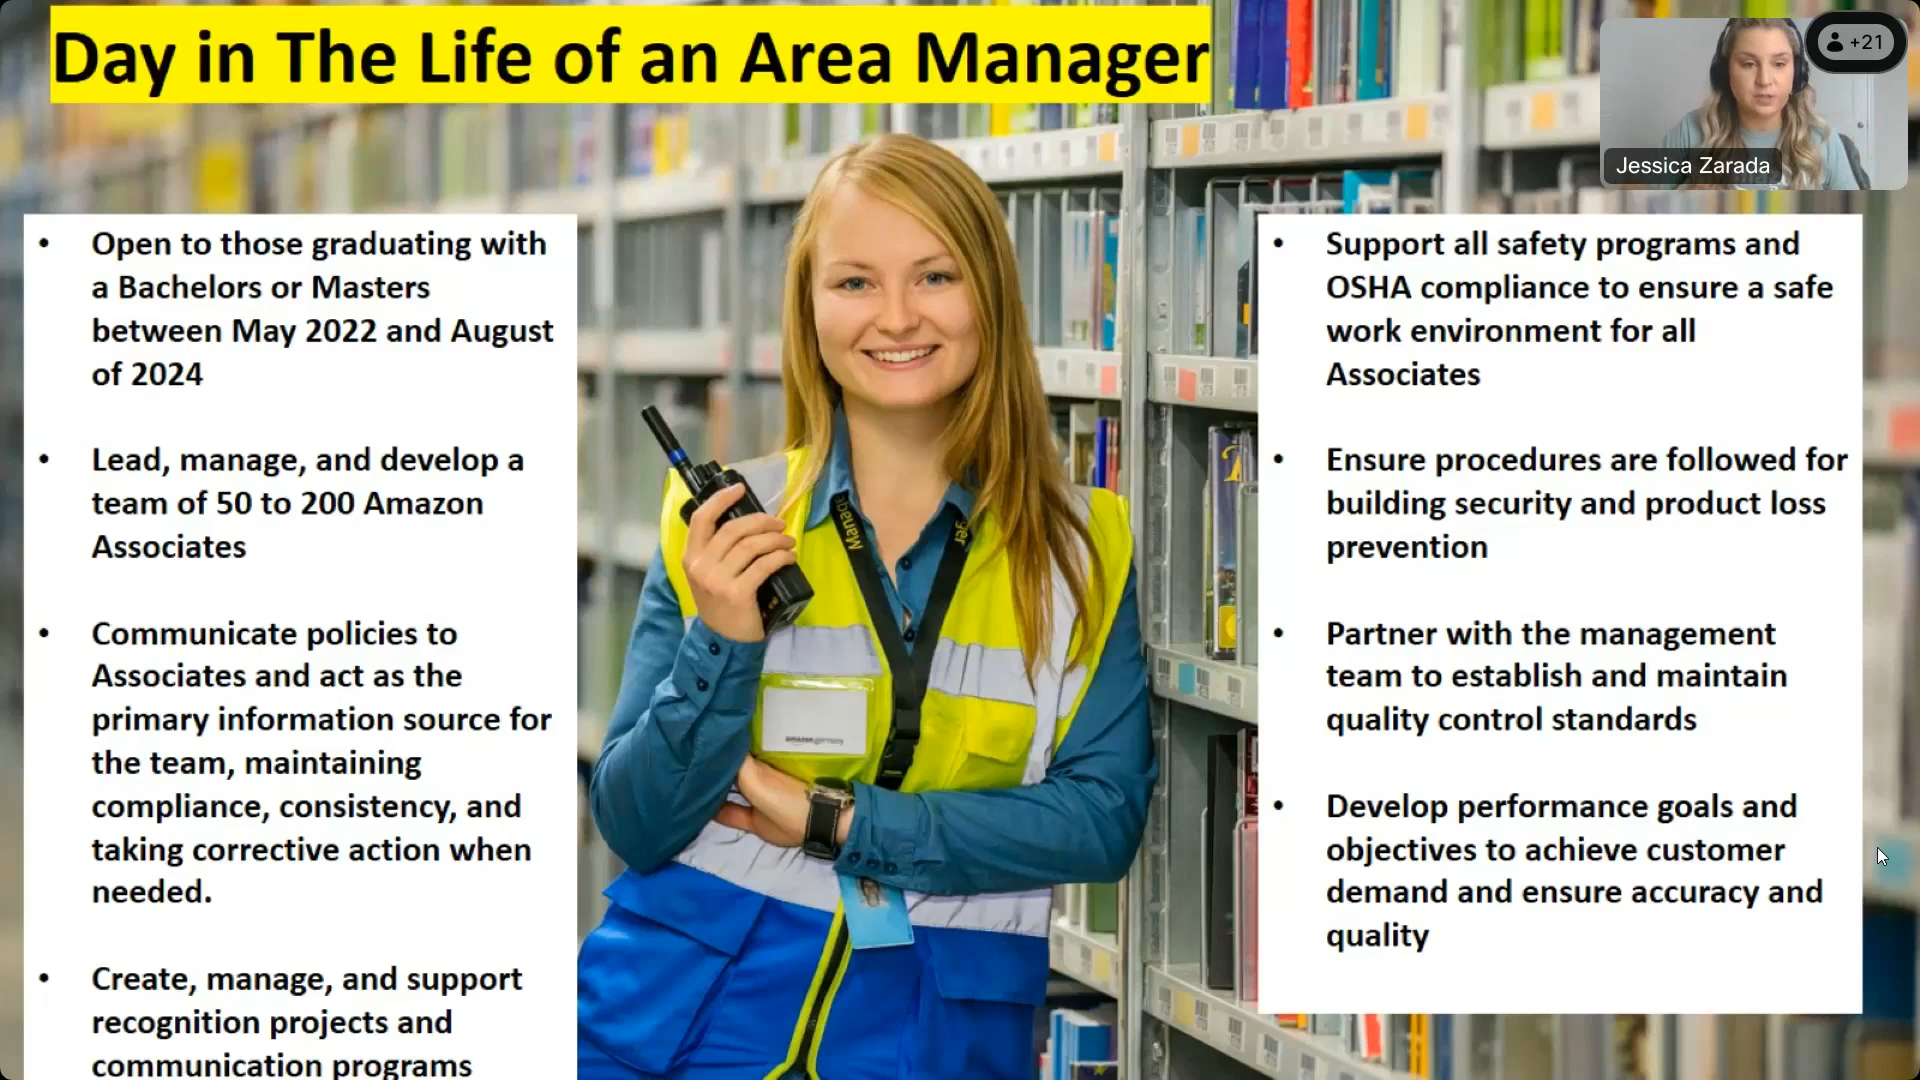 Day in The Life of an Area Manager
+21
Jessica Zarada
• Open to those graduating with
a Bachelors or Masters
between May 2022 and August
of 2024
• Lead, manage, and develop a
team of 50 to 200 Amazon
Associates
• Communicate policies to
Associates and act as the
primary information source for
the team, maintaining
compliance, consistency, and
taking corrective action when
needed.
• Create, manage, and support
recognition projects and
communication programs
Manage
ger
• Support all safety programs and
OSHA compliance to ensure a safe
work environment for all
Associates
• Ensure procedures are followed for
building security and product loss
prevention
• Partner with the management
team to establish and maintain
quality control standards
• Develop performance goals and
objectives to achieve customer
demand and ensure accuracy and
quality